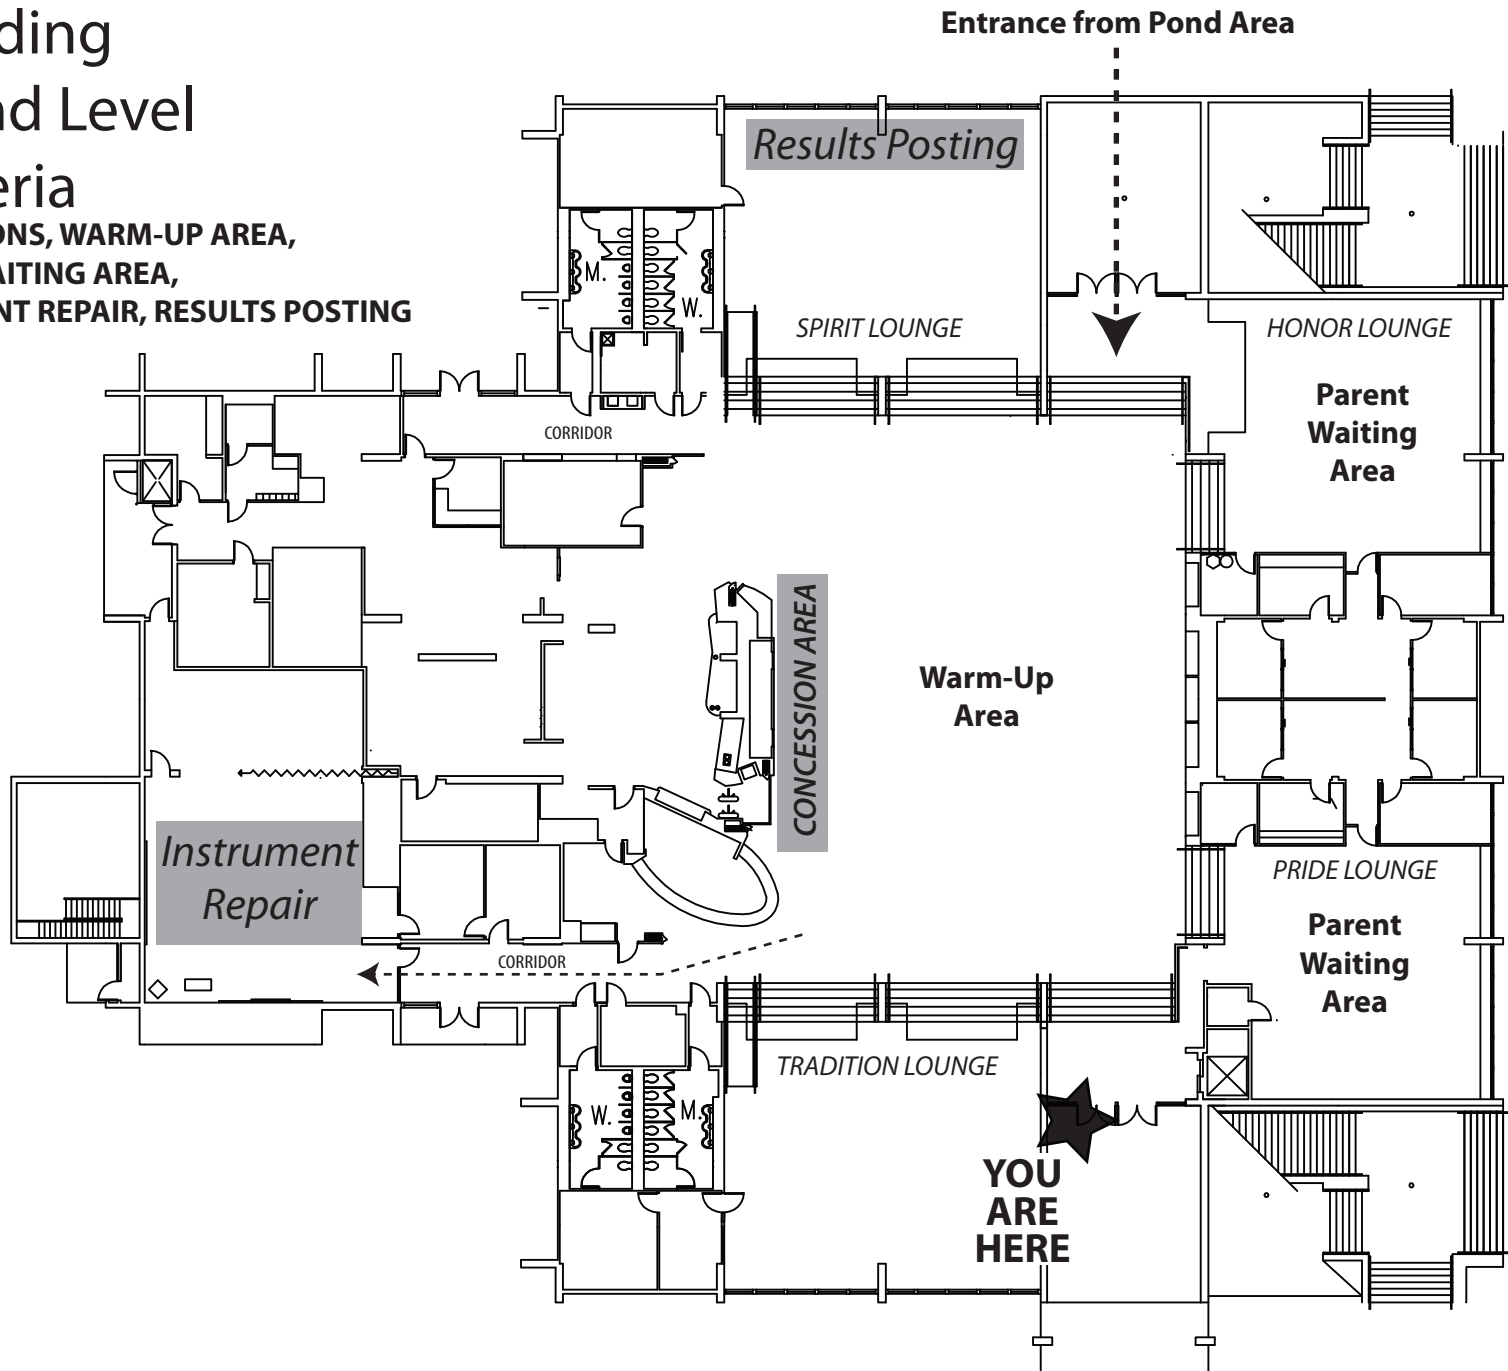 ding
nd Level
eria
ONS, WARM-UP AREA,
AITING AREA,
NT REPAIR, RESULTS POSTING
Entrance from Pond Area
Results Posting
M.
W.
SPIRIT LOUNGE
HONOR LOUNGE
Parent
Waiting
Area
CORRIDOR
CONCESSION AREA
Warm-Up
Area
Instrument
Repair
PRIDE LOUNGE
Parent
Waiting
Area
CORRIDOR
TRADITION LOUNGE
W.
M.
YOU
ARE
HERE